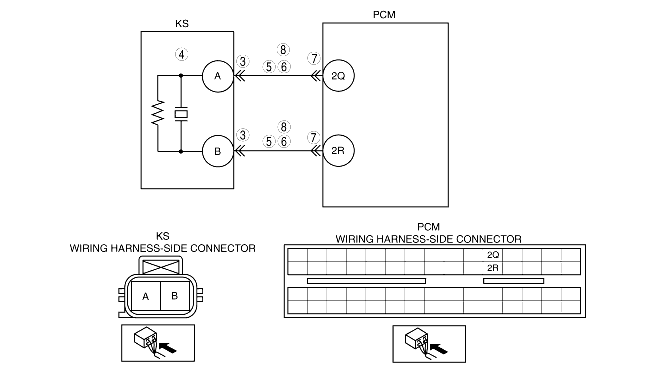 KS
PCM
4
3
8
5 6
7
A
2Q
3
8
5 6
7
B
2R
KS
WIRING HARNESS-SIDE CONNECTOR
PCM
WIRING HARNESS-SIDE CONNECTOR
2Q
2R
A B